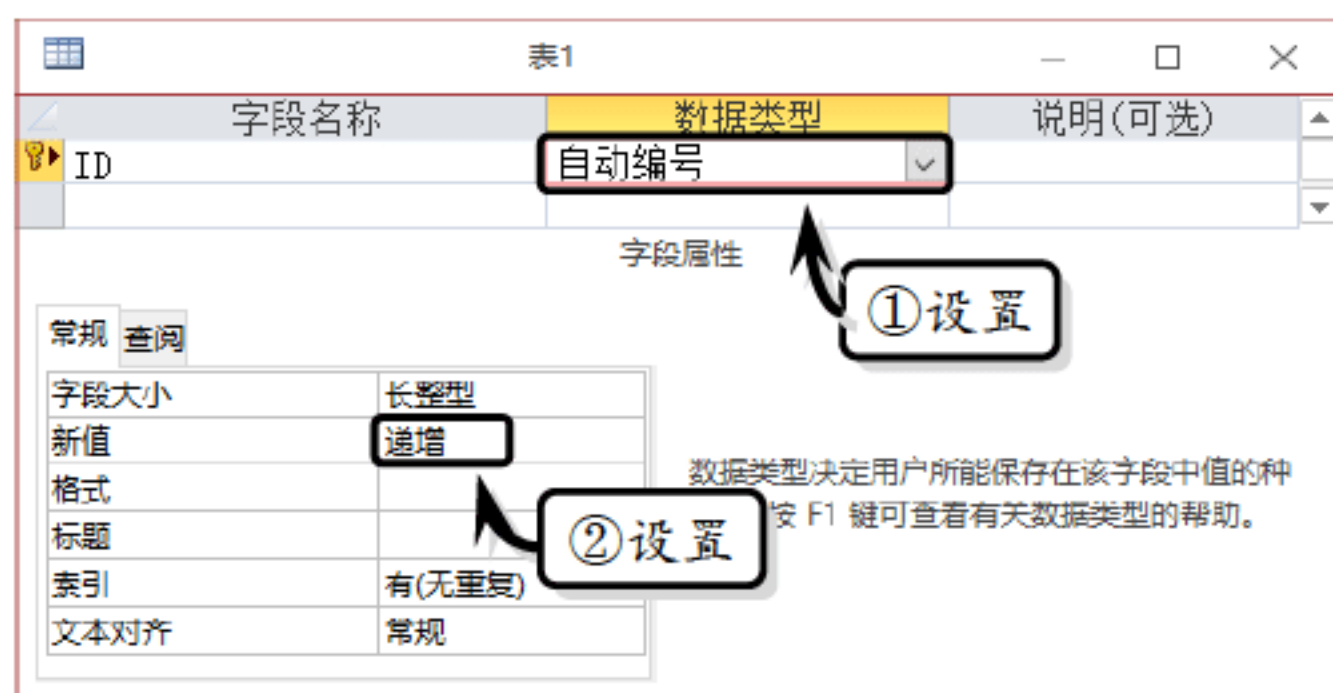 表1
字段名称 数据类型 说明(可选)
ID 自动编号
字段属性
①设置
常规 查阅
字段大小 长整型
新值 递增
格式
标题
索引 有(无重复)
文本对齐 常规
②设置
数据类型决定用户所能保存在该字段中值的种
按 F1 键可查看有关数据类型的帮助。